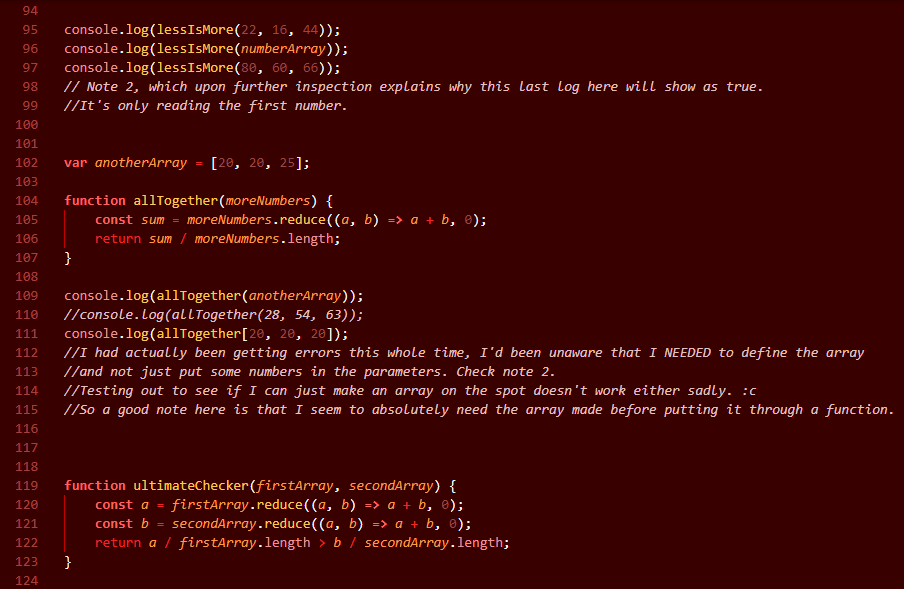 94
95 console.log(lessIsMore(22, 16, 44));
96 console.log(lessIsMore(numberArray));
97 console.log(lessIsMore(80, 60, 66));
98 // Note 2, which upon further inspection explains why this last log here will show as true.
99 //It's only reading the first number.
100
101
102 var anotherArray = [20, 20, 25];
103
104 function allTogether(moreNumbers) {
105     const sum = moreNumbers.reduce((a, b) => a + b, 0);
106     return sum / moreNumbers.length;
107 }
108
109 console.log(allTogether(anotherArray));
110 //console.log(allTogether(28, 54, 63));
111 console.log(allTogether[20, 20, 20]);
112 //I had actually been getting errors this whole time, I'd been unaware that I NEEDED to define the array
113 //and not just put some numbers in the parameters. Check note 2.
114 //Testing out to see if I can just make an array on the spot doesn't work either sadly. :c
115 //So a good note here is that I seem to absolutely need the array made before putting it through a function.
116
117
118
119 function ultimateChecker(firstArray, secondArray) {
120     const a = firstArray.reduce((a, b) => a + b, 0);
121     const b = secondArray.reduce((a, b) => a + b, 0);
122     return a / firstArray.length > b / secondArray.length;
123 }
124